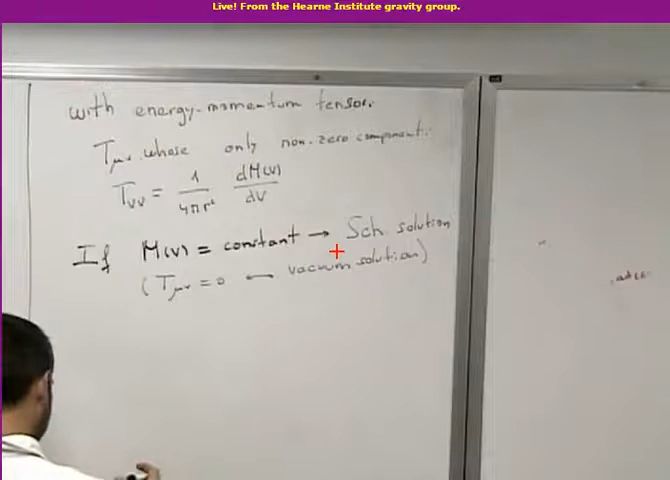 Live! From the Hearne Institute gravity group.
with energy-momentum tensor.
Tμν whose only non-zero component:
Tvv = 1/4πr² dM(v)/dv
If M(v) = constant → Sch. solution
(Tμν = 0 ← vacuum solution)